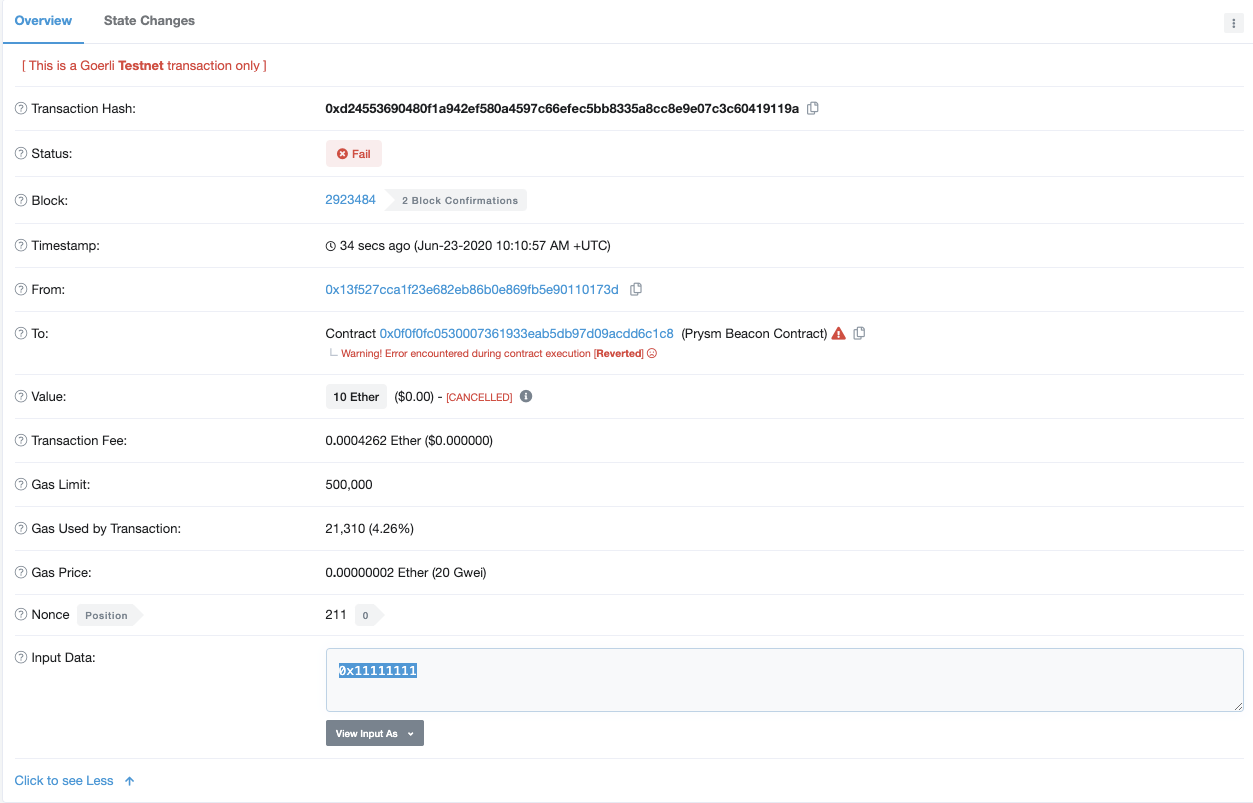 Overview State Changes
[ This is a Goerli Testnet transaction only ]
Transaction Hash: 0xd24553690480f1a942ef580a4597c66efec5bb8335a8cc8e9e07c3c60419119a
Status: Fail
Block: 2923484 2 Block Confirmations
Timestamp: 34 secs ago (Jun-23-2020 10:10:57 AM +UTC)
From: 0x13f527cca1f23e682eb86b0e869fb5e90110173d
To: Contract 0x0f0f0fc0530007361933eab5db97d09acdd6c1c8 (Prysm Beacon Contract)
Warning! Error encountered during contract execution [Reverted]
Value: 10 Ether ($0.00) - [CANCELLED]
Transaction Fee: 0.0004262 Ether ($0.000000)
Gas Limit: 500,000
Gas Used by Transaction: 21,310 (4.26%)
Gas Price: 0.00000002 Ether (20 Gwei)
Nonce Position 211 0
Input Data: 0x11111111
View Input As
Click to see Less